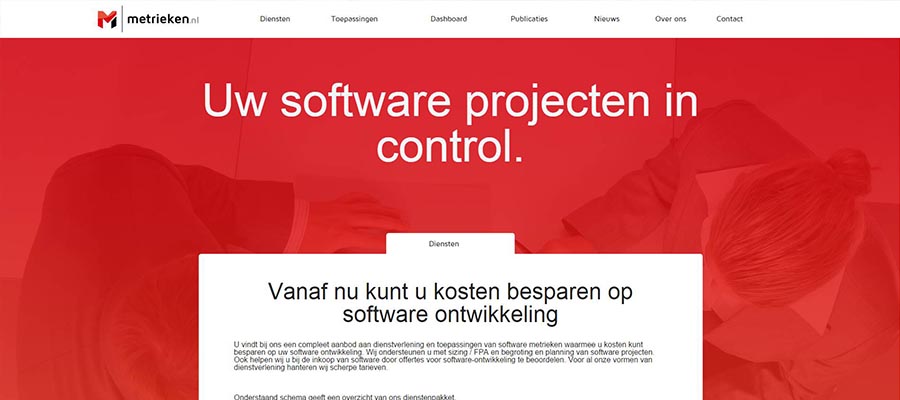 metrieken.nl
Diensten Toepassingen Dashboard Publicaties Nieuws Over ons Contact
Uw software projecten in
control.
Diensten
Vanaf nu kunt u kosten besparen op
software ontwikkeling
U vindt bij ons een compleet aanbod aan dienstverlening en toepassingen van software metrieken waarmee u kosten kunt
besparen op uw software ontwikkeling. Wij ondersteunen u met sizing / FPA en begroting en planning van software projecten.
Ook helpen wij u bij de inkoop van software door offertes voor software-ontwikkeling te beoordelen. Voor al onze vormen van
dienstverlening hanteren wij scherpe tarieven.
Onderstaand schema geeft een overzicht van ons dienstenpakket.